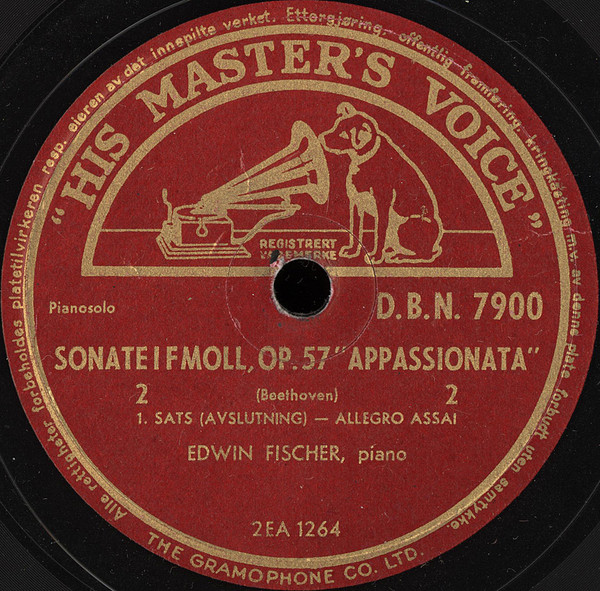 Alle rettigheter forbeholdes platetilvirkeren resp. eieren av det innspilte verket. Ettergjøring, offentlig fremføring, kringkasting m.v. av denne plate forbudt uten samtykke.
"HIS MASTER'S VOICE"
REGISTRERT
VAREMERKE
Pianosolo
D.B.N. 7900
SONATE I F MOLL, OP. 57 "APPASSIONATA"
2 (Beethoven) 2
1. SATS (AVSLUTNING) — ALLEGRO ASSAI
EDWIN FISCHER, piano
2EA 1264
THE GRAMOPHONE CO. LTD.